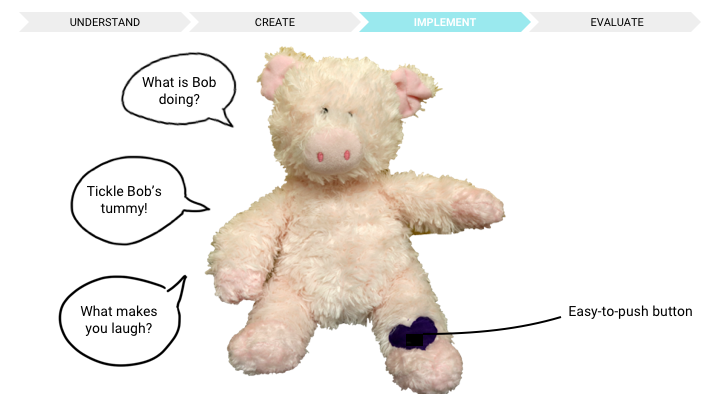 UNDERSTAND
CREATE
IMPLEMENT
EVALUATE
What is Bob
doing?
Tickle Bob's
tummy!
What makes
you laugh?
Easy-to-push button